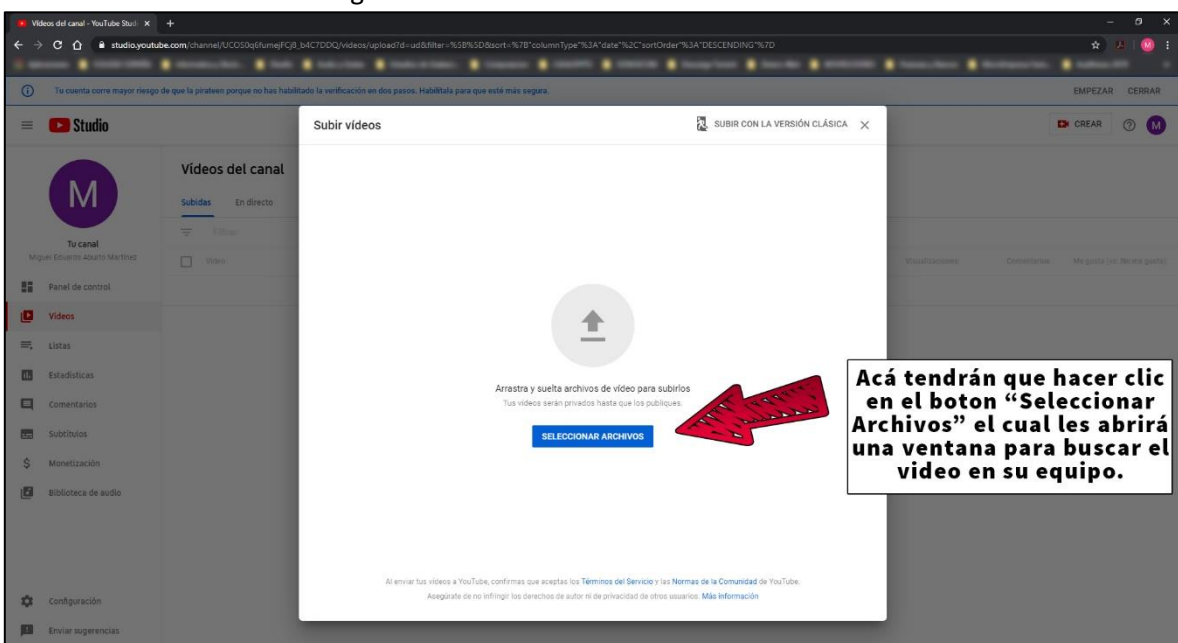 Vídeos del canal - YouTube Stud
studio.youtube.com/channel/UCOS0q6fumejFCj8_b4C7DDQ/videos/upload?d=ud&filter=%5B%5D&sort=%7B"columnType"%3A"date"%2C"sortOrder"%3A"DESCENDING"%7D
M
Tu cuenta corre mayor riesgo de que la pirateen porque no has habilitado la verificación en dos pasos. Habilítala para que esté más segura.
EMPEZAR CERRAR
Studio
Subir vídeos
SUBIR CON LA VERSIÓN CLÁSICA
CREAR
M
M
Tu canal
Miguel Eduardo Aburto Martínez
Vídeos del canal
Subidas En directo
Filtrar
Vídeo
Visualizaciones Comentarios Me gusta (vs. No me gusta)
Panel de control
Vídeos
Listas
Estadísticas
Comentarios
Subtítulos
Monetización
Biblioteca de audio
Configuración
Enviar sugerencias
Arrastra y suelta archivos de vídeo para subirlos
Tus vídeos serán privados hasta que los publiques.
SELECCIONAR ARCHIVOS
Acá tendrán que hacer clic
en el boton “Seleccionar
Archivos” el cual les abrirá
una ventana para buscar el
video en su equipo.
Al enviar tus vídeos a YouTube, confirmas que aceptas los Términos del Servicio y las Normas de la Comunidad de YouTube.
Asegúrate de no infringir los derechos de autor ni de privacidad de otros usuarios. Más información